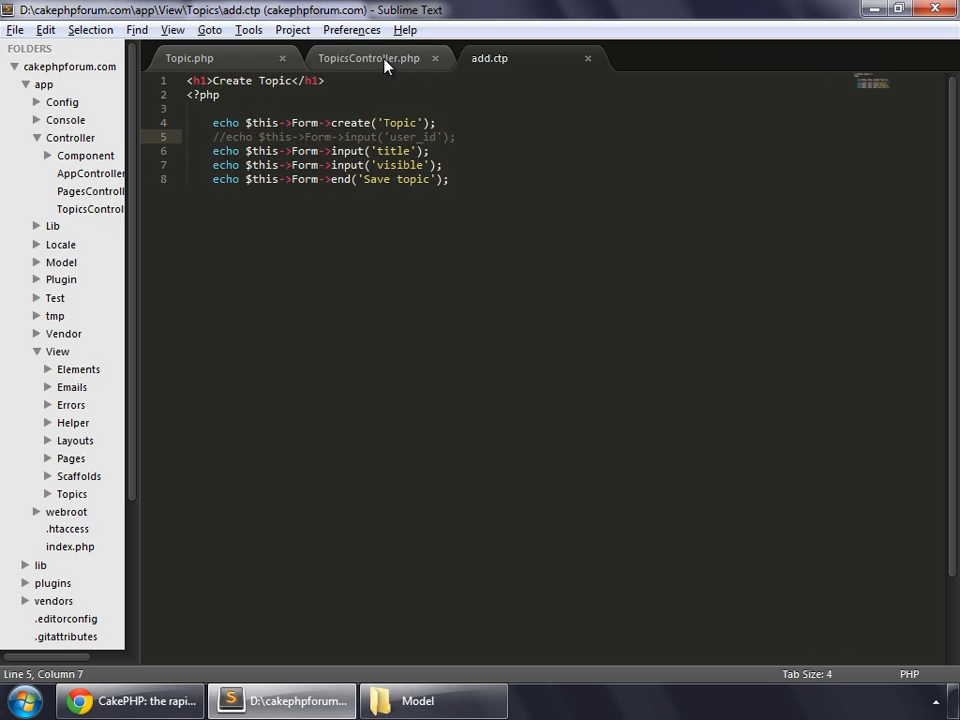 D:\cakephpforum.com\app\View\Topics\add.ctp (cakephpforum.com) - Sublime Text
File Edit Selection Find View Goto Tools Project Preferences Help
FOLDERS
cakephpforum.com
app
Config
Console
Controller
Component
AppController
PagesControll
TopicsControl
Lib
Locale
Model
Plugin
Test
tmp
Vendor
View
Elements
Emails
Errors
Helper
Layouts
Pages
Scaffolds
Topics
webroot
.htaccess
index.php
lib
plugins
vendors
.editorconfig
.gitattributes
Topic.php TopicsController.php add.ctp
1 <h1>Create Topic</h1>
2 <?php
3
4 echo $this->Form->create('Topic');
5 //echo $this->Form->input('user_id');
6 echo $this->Form->input('title');
7 echo $this->Form->input('visible');
8 echo $this->Form->end('Save topic');
Line 5, Column 7 Tab Size: 4 PHP
CakePHP: the rapi... D:\cakephpforum... Model